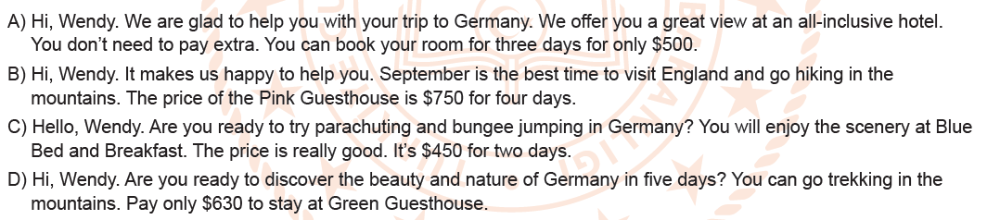 A) Hi, Wendy. We are glad to help you with your trip to Germany. We offer you a great view at an all-inclusive hotel.
You don’t need to pay extra. You can book your room for three days for only $500.
B) Hi, Wendy. It makes us happy to help you. September is the best time to visit England and go hiking in the
mountains. The price of the Pink Guesthouse is $750 for four days.
C) Hello, Wendy. Are you ready to try parachuting and bungee jumping in Germany? You will enjoy the scenery at Blue
Bed and Breakfast. The price is really good. It’s $450 for two days.
D) Hi, Wendy. Are you ready to discover the beauty and nature of Germany in five days? You can go trekking in the
mountains. Pay only $630 to stay at Green Guesthouse.